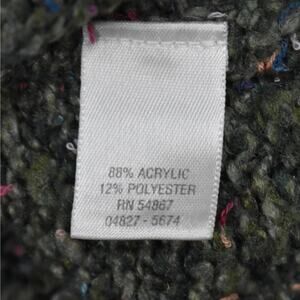 88% ACRYLIC
12% POLYESTER
RN 54867
04827 - 5674